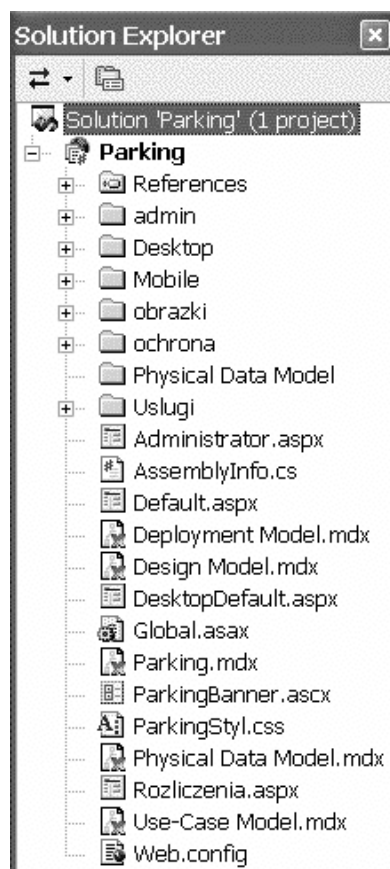 Solution Explorer
Solution 'Parking' (1 project)
Parking
References
admin
Desktop
Mobile
obrazki
ochrona
Physical Data Model
Uslugi
Administrator.aspx
AssemblyInfo.cs
Default.aspx
Deployment Model.mdx
Design Model.mdx
DesktopDefault.aspx
Global.asax
Parking.mdx
ParkingBanner.ascx
ParkingStyl.css
Physical Data Model.mdx
Rozliczenia.aspx
Use-Case Model.mdx
Web.config